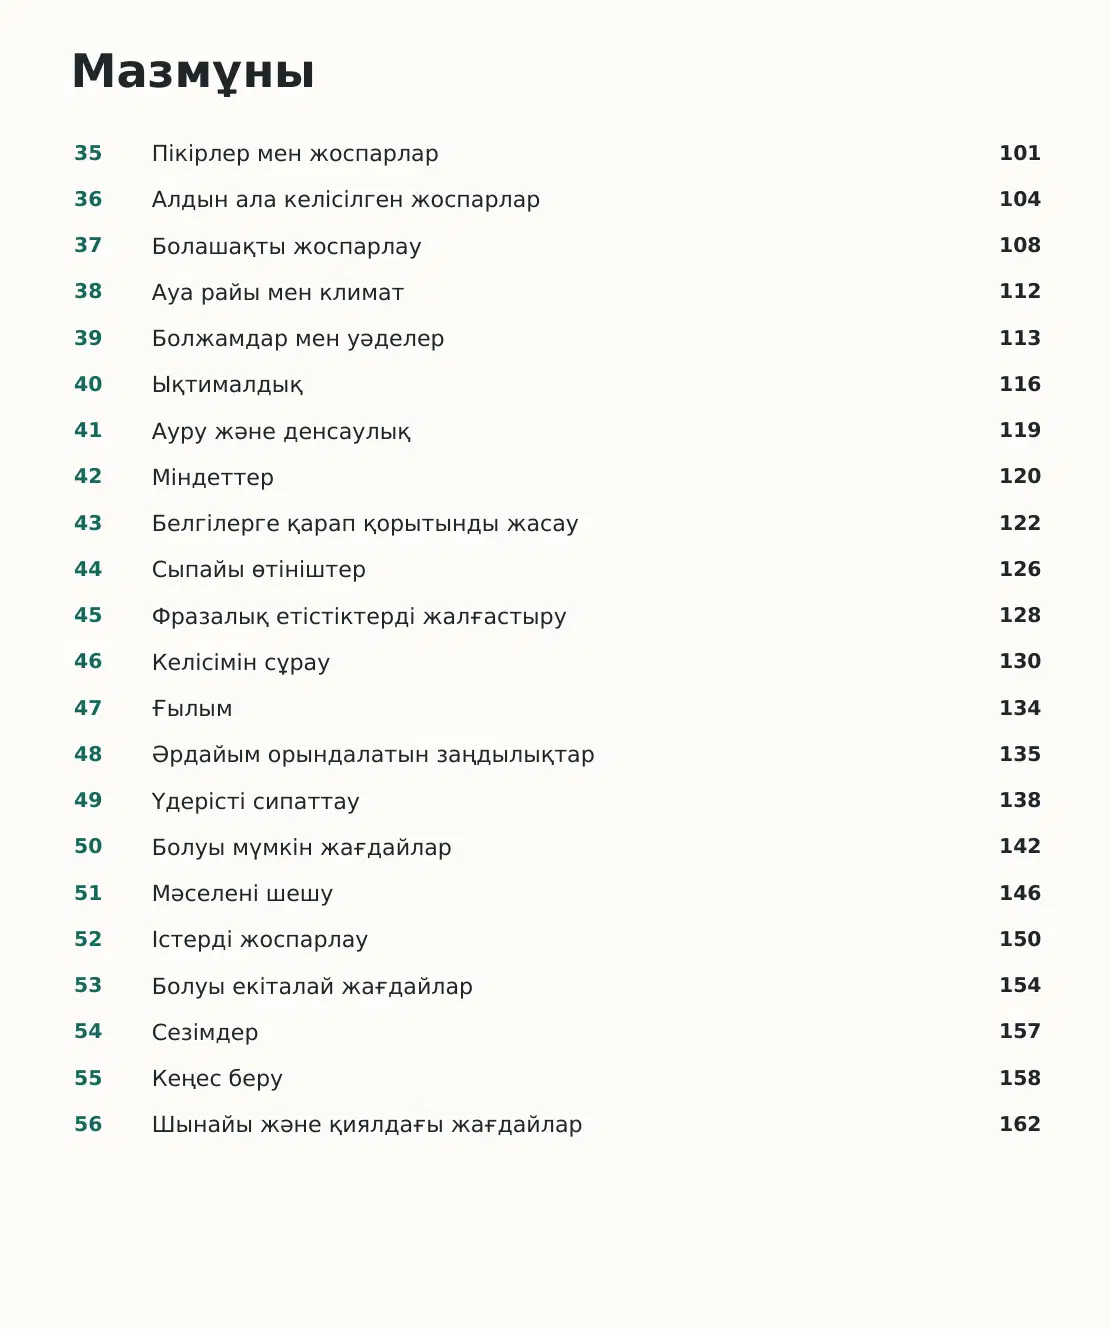 Мазмұны
35 Пікірлер мен жоспарлар 101
36 Алдын ала келісілген жоспарлар 104
37 Болашақты жоспарлау 108
38 Ауа райы мен климат 112
39 Болжамдар мен уәделер 113
40 Ықтималдық 116
41 Ауру және денсаулық 119
42 Міндеттер 120
43 Белгілерге қарап қорытынды жасау 122
44 Сыпайы өтініштер 126
45 Фразалық етістіктерді жалғастыру 128
46 Келісімін сұрау 130
47 Ғылым 134
48 Әрдайым орындалатын заңдылықтар 135
49 Үдерісті сипаттау 138
50 Болуы мүмкін жағдайлар 142
51 Мәселені шешу 146
52 Істерді жоспарлау 150
53 Болуы екіталай жағдайлар 154
54 Сезімдер 157
55 Кеңес беру 158
56 Шынайы және қиялдағы жағдайлар 162